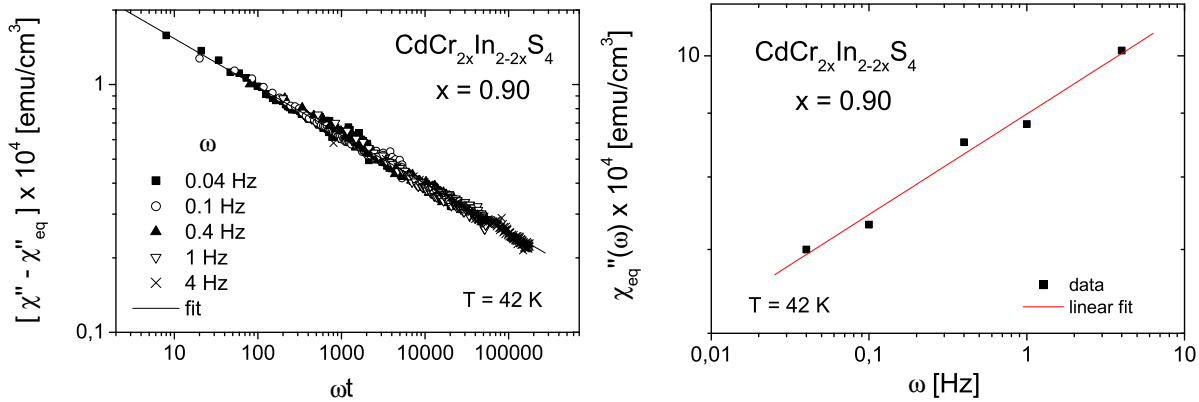 [ χ'' - χ''eq ] x 10^4 [emu/cm^3]
1
0,1
CdCr2xIn2-2xS4
x = 0.90
ω
0.04 Hz
0.1 Hz
0.4 Hz
1 Hz
4 Hz
fit
T = 42 K
10
100
1000
10000
100000
ωt
χeq''(ω) x 10^4 [emu/cm^3]
10
CdCr2xIn2-2xS4
x = 0.90
data
linear fit
T = 42 K
0,01
0,1
1
10
ω [Hz]